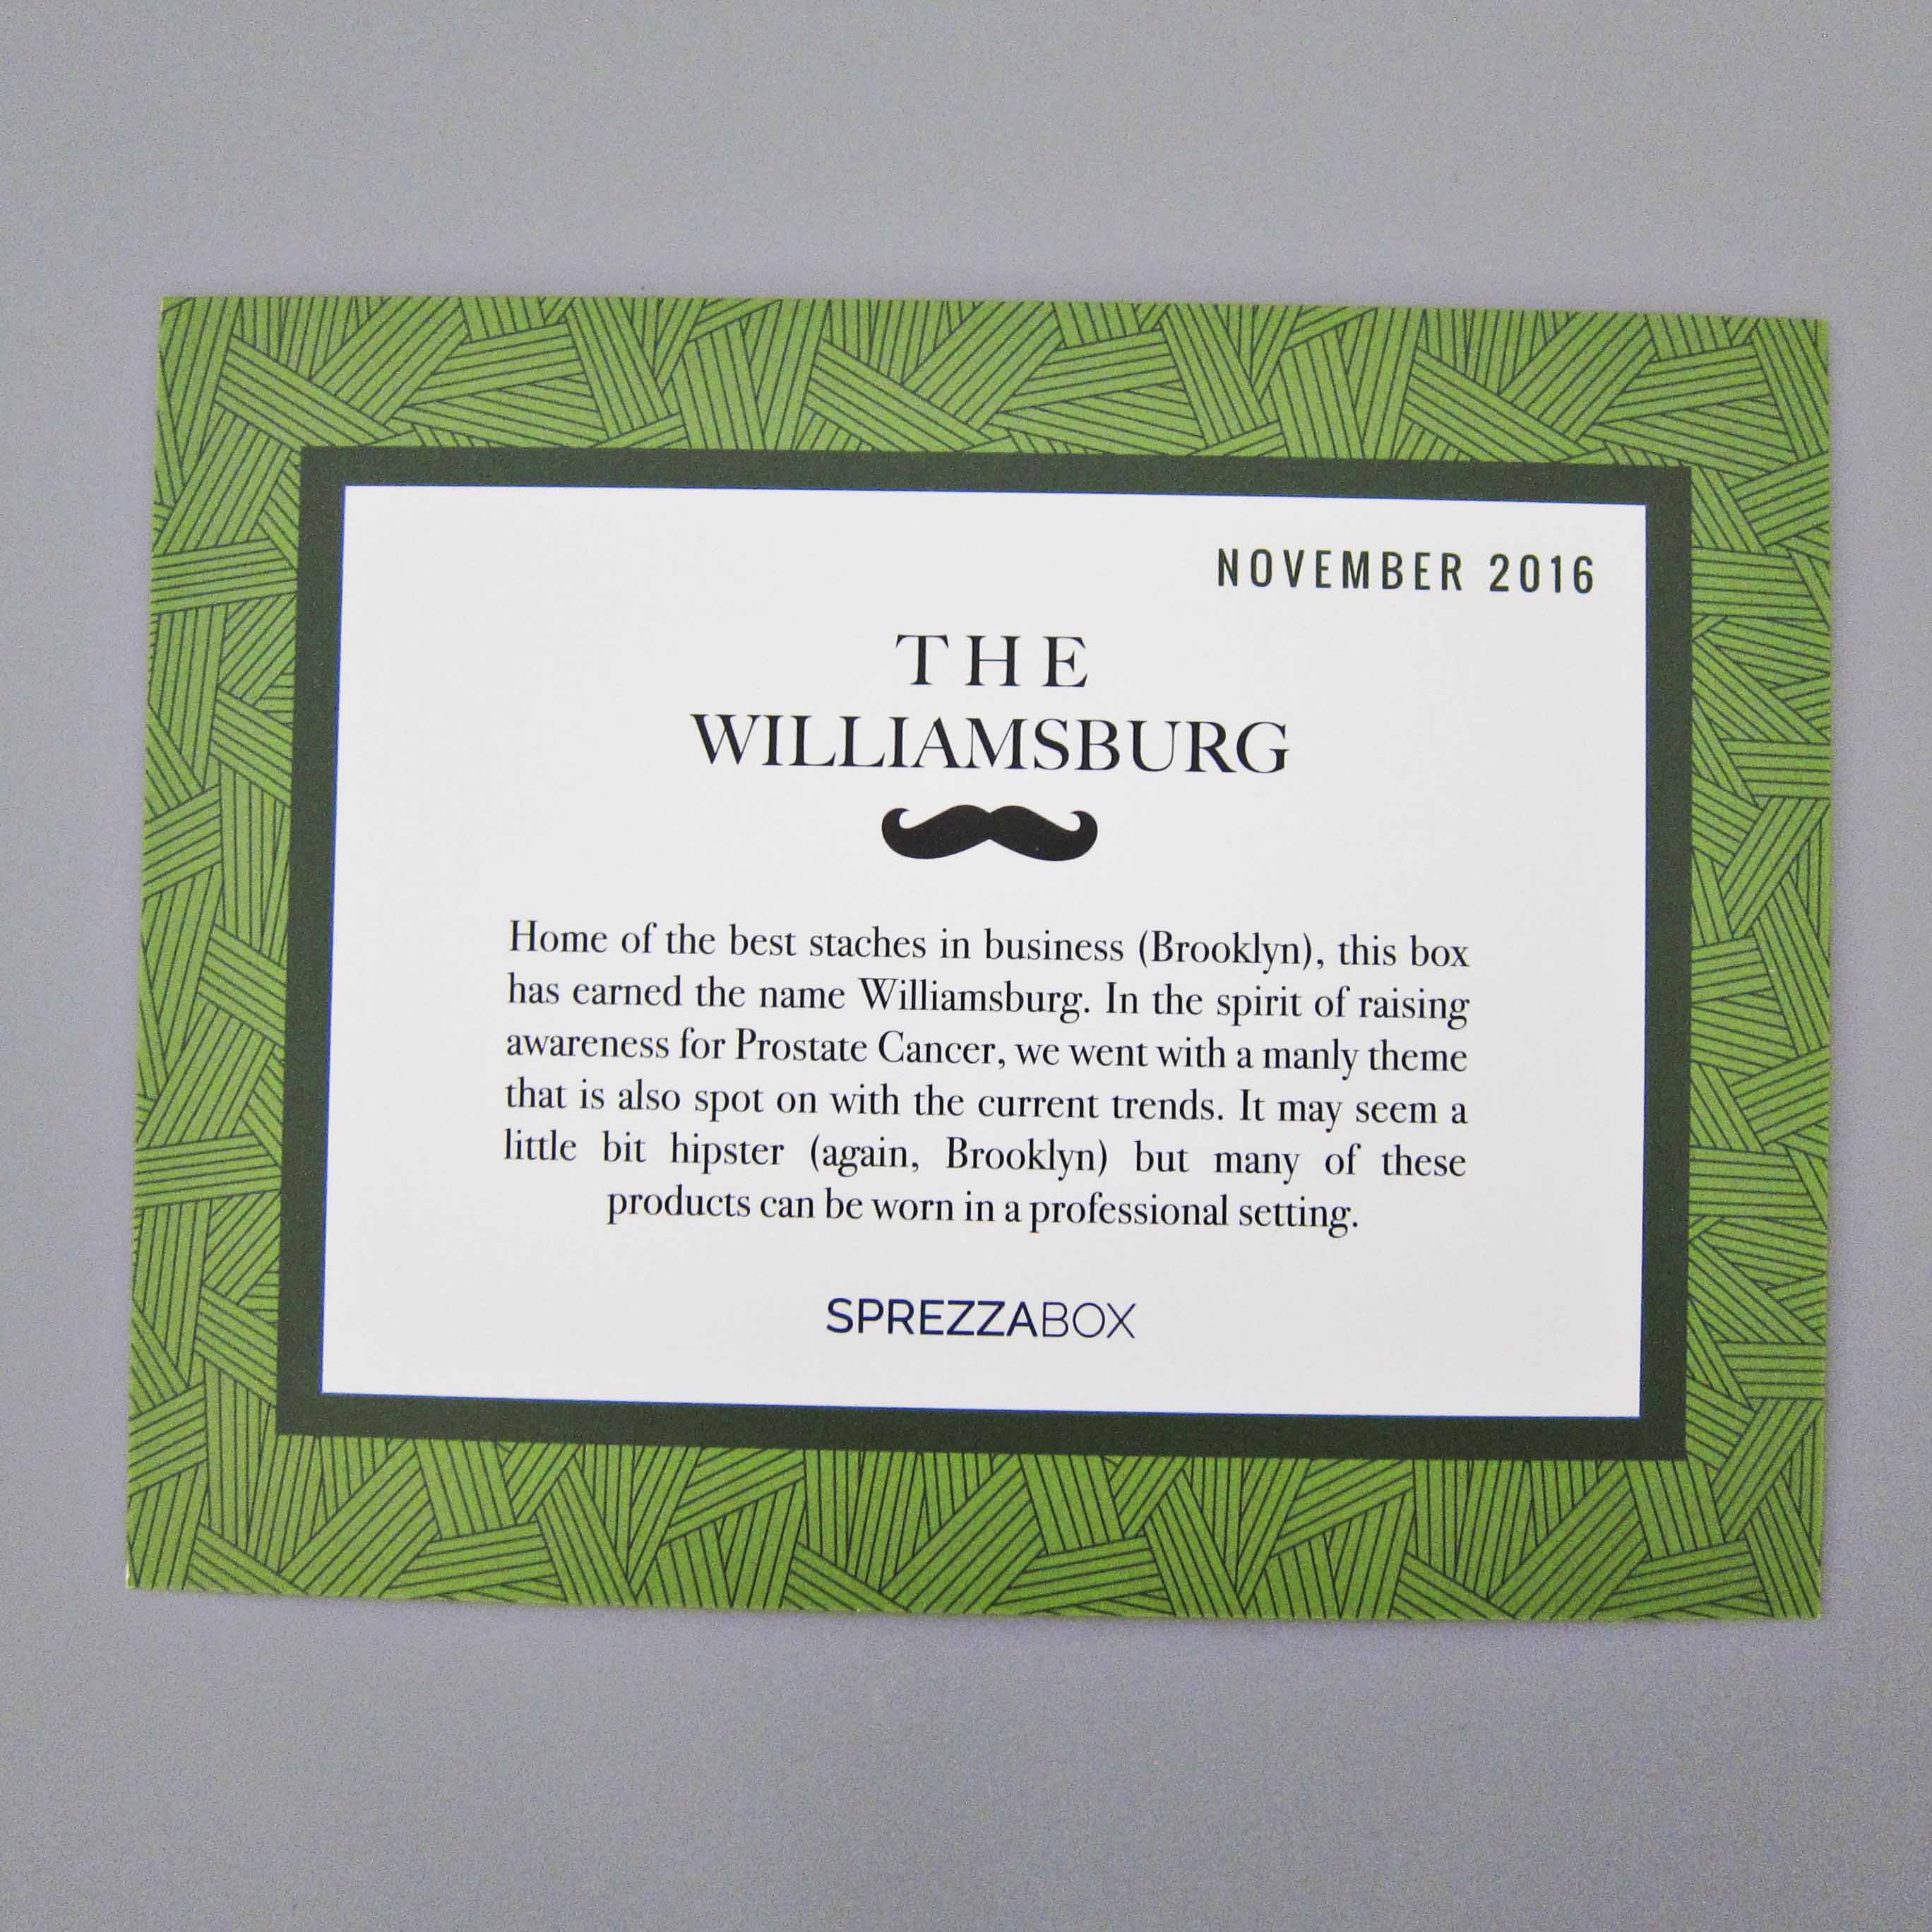 NOVEMBER 2016
THE
WILLIAMSBURG
Home of the best staches in business (Brooklyn), this box
has earned the name Williamsburg. In the spirit of raising
awareness for Prostate Cancer, we went with a manly theme
that is also spot on with the current trends. It may seem a
little bit hipster (again, Brooklyn) but many of these
products can be worn in a professional setting.
SPREZZABOX